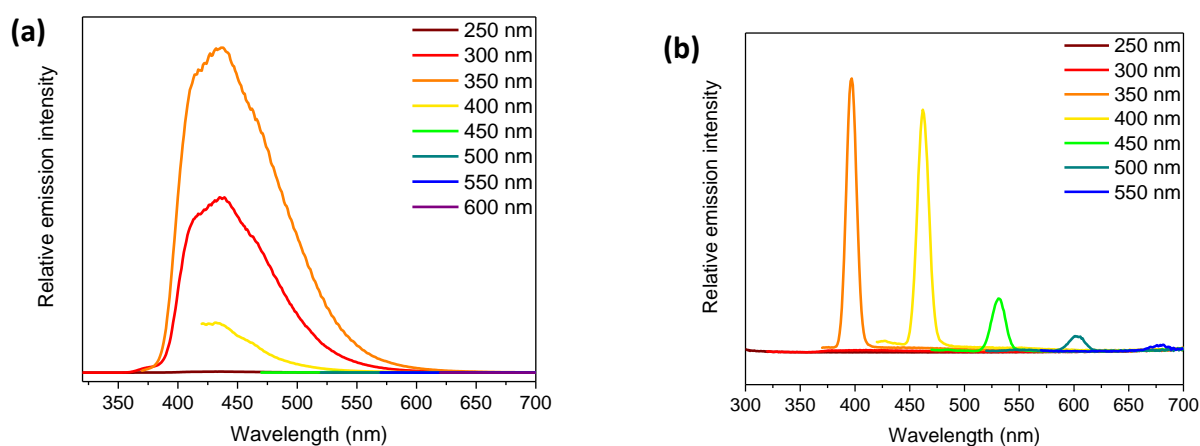 (a)
Relative emission intensity
250 nm
300 nm
350 nm
400 nm
450 nm
500 nm
550 nm
600 nm
350 400 450 500 550 600 650 700
Wavelength (nm)
(b)
Relative emission intensity
250 nm
300 nm
350 nm
400 nm
450 nm
500 nm
550 nm
300 350 400 450 500 550 600 650 700
Wavelength (nm)